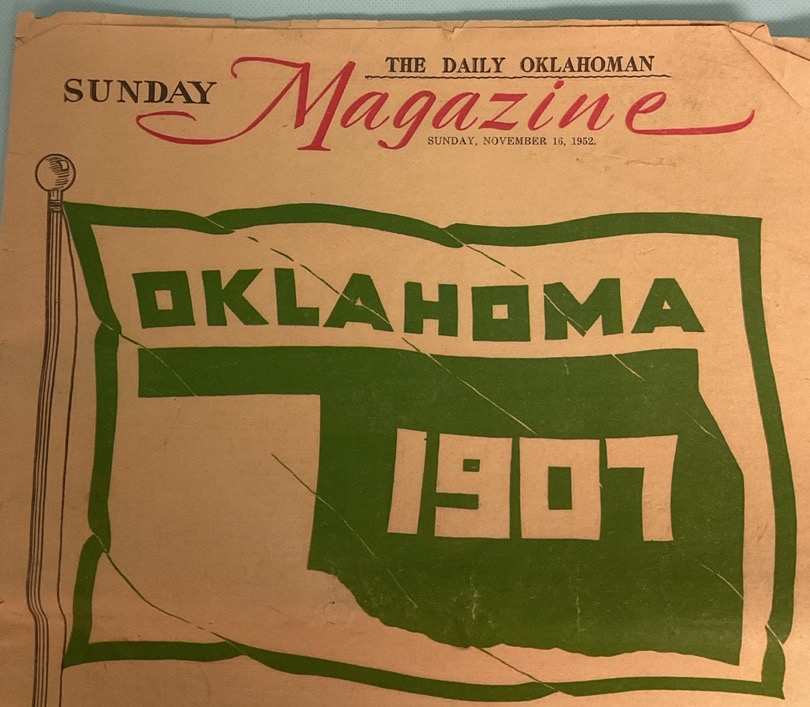 THE DAILY OKLAHOMAN
SUNDAY Magazine
SUNDAY, NOVEMBER 16, 1952.
OKLAHOMA
1907